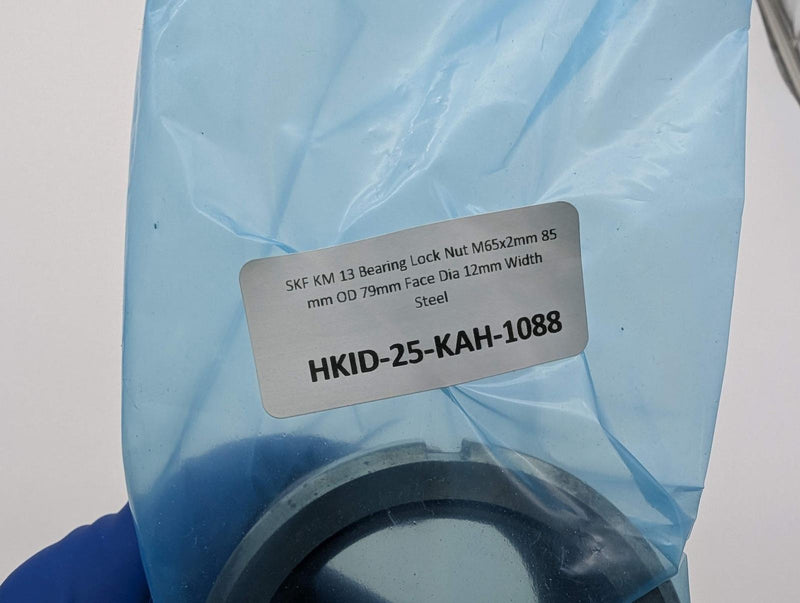 SKF KM 13 Bearing Lock Nut M65x2mm 85
mm OD 79mm Face Dia 12mm Width
Steel
HKID-25-KAH-1088